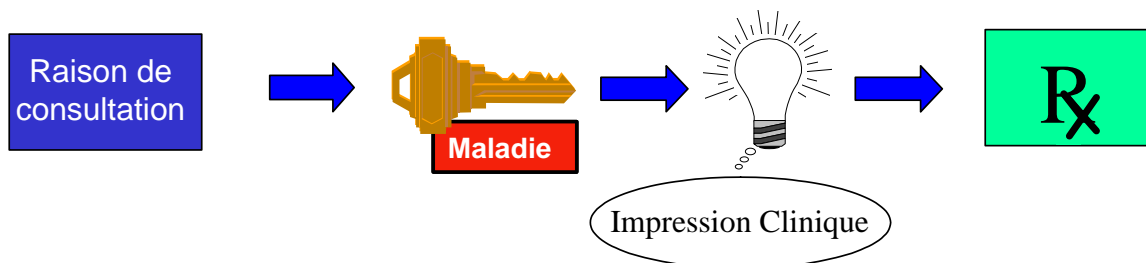 Raison de
consultation
Maladie
Impression Clinique
Rx